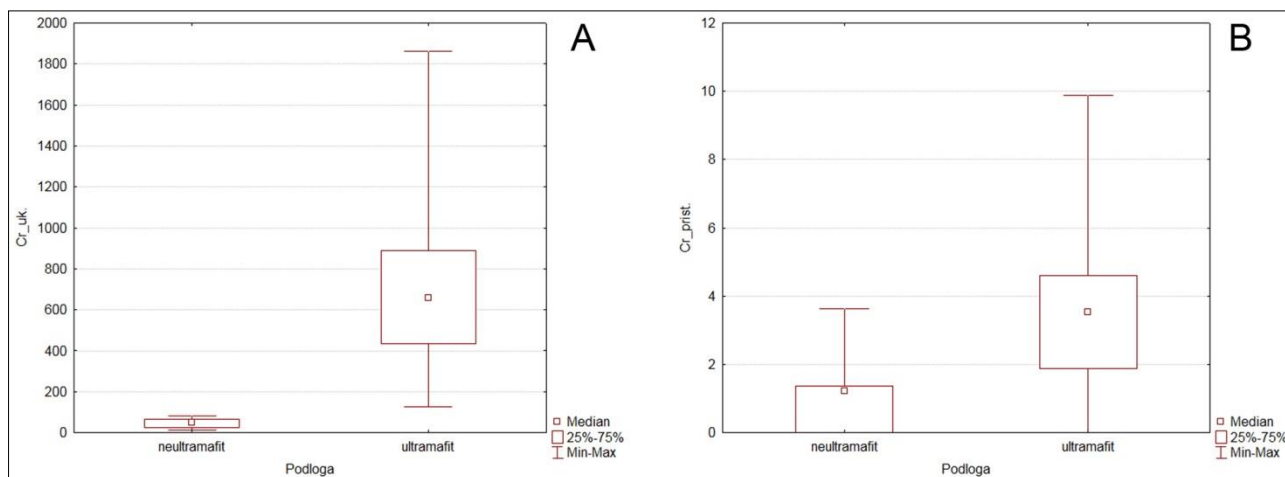 A
2000
1800
1600
1400
1200
1000
800
600
400
200
0
Cr_uk.
neultramafit
ultramafit
Podloga
Median
25%-75%
Min-Max
B
12
10
8
6
4
2
0
Cr_prist.
neultramafit
ultramafit
Podloga
Median
25%-75%
Min-Max